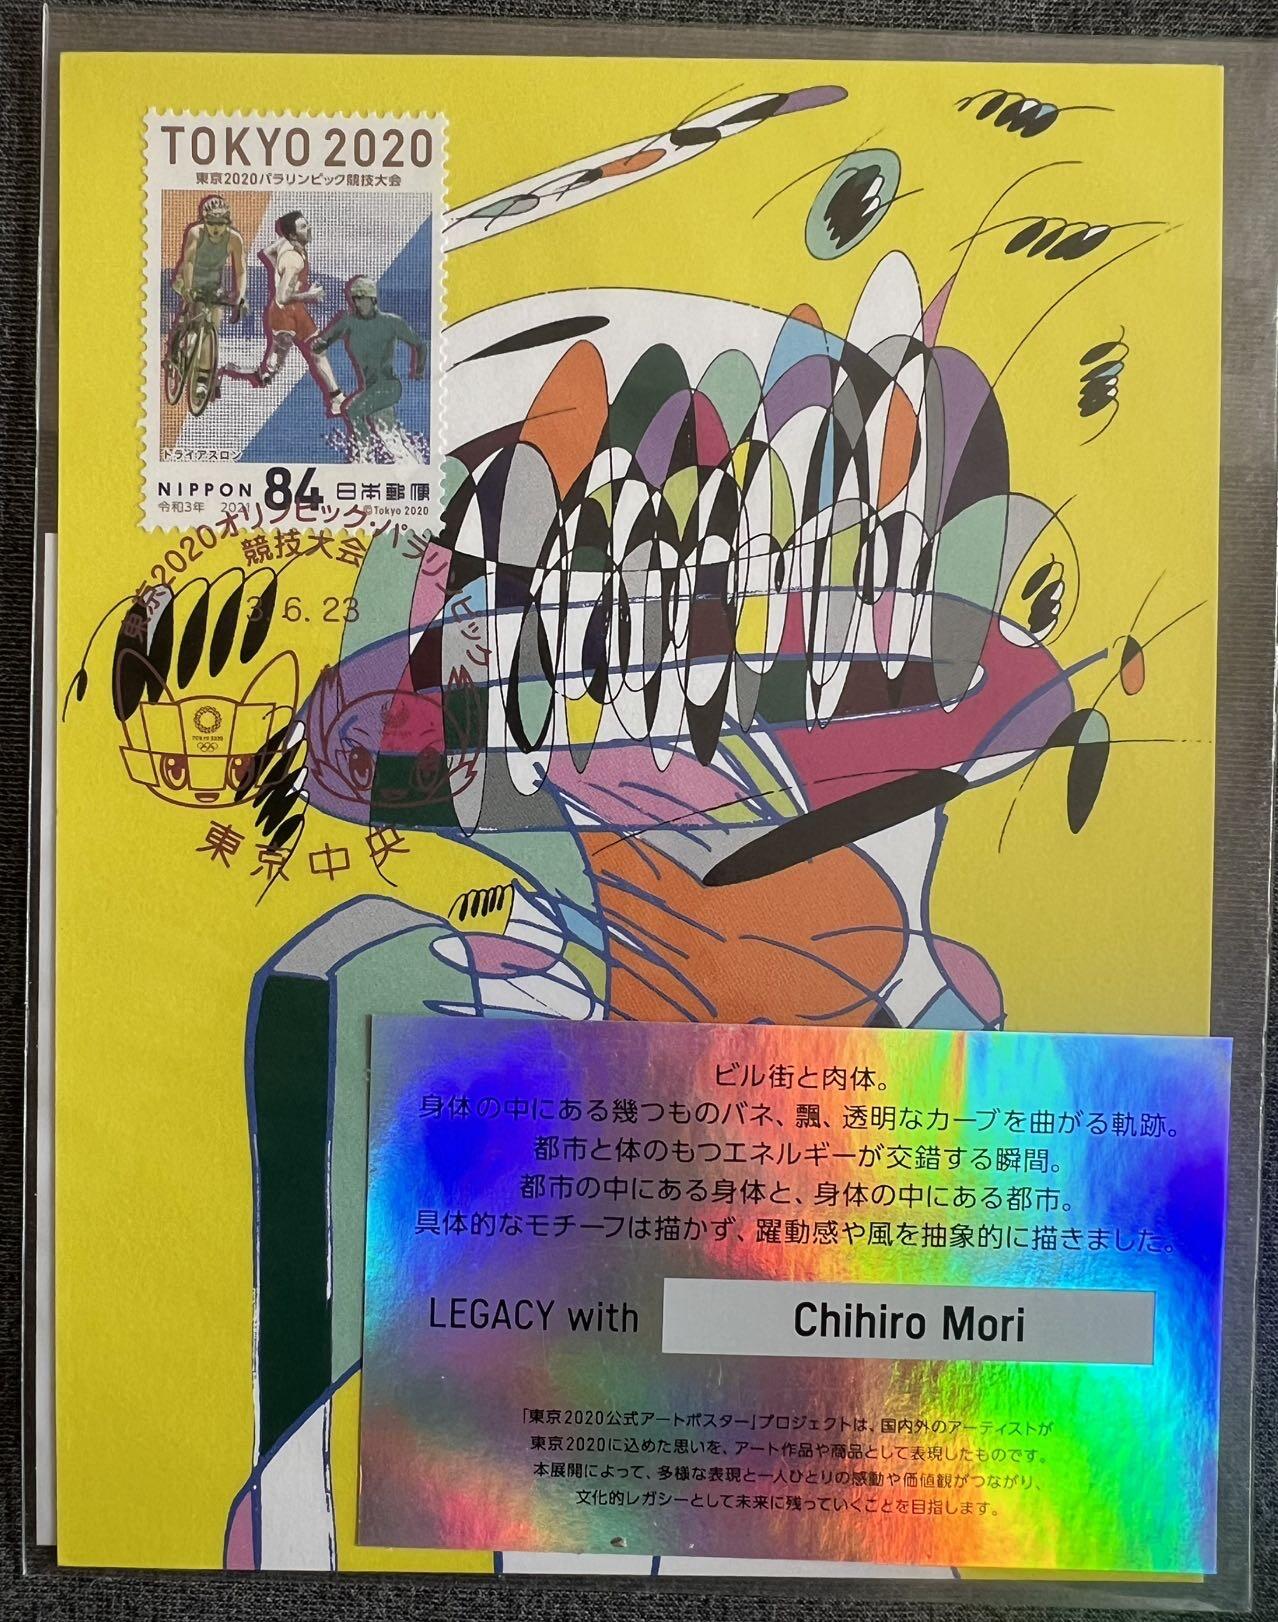 TOKYO 2020
東京2020パラリンピック競技大会
トライアスロン
NIPPON 84 日本郵便
令和3年 2021 ©Tokyo 2020
東京2020オリンピック・パラリンピック
競技大会
3.6.23
TOKYO 2020
東京中央
ビル街と肉体。
身体の中にある幾つものバネ、飄、透明なカーブを曲がる軌跡。
都市と体のもつエネルギーが交錯する瞬間。
都市の中にある身体と、身体の中にある都市。
具体的なモチーフは描かず、躍動感や風を抽象的に描きました。
LEGACY with Chihiro Mori
「東京2020公式アートポスター」プロジェクトは、国内外のアーティストが
東京2020に込めた思いを、アート作品や商品として表現したものです。
本展開によって、多様な表現と一人ひとりの感動や価値観がつながり、
文化的レガシーとして未来に残っていくことを目指します。